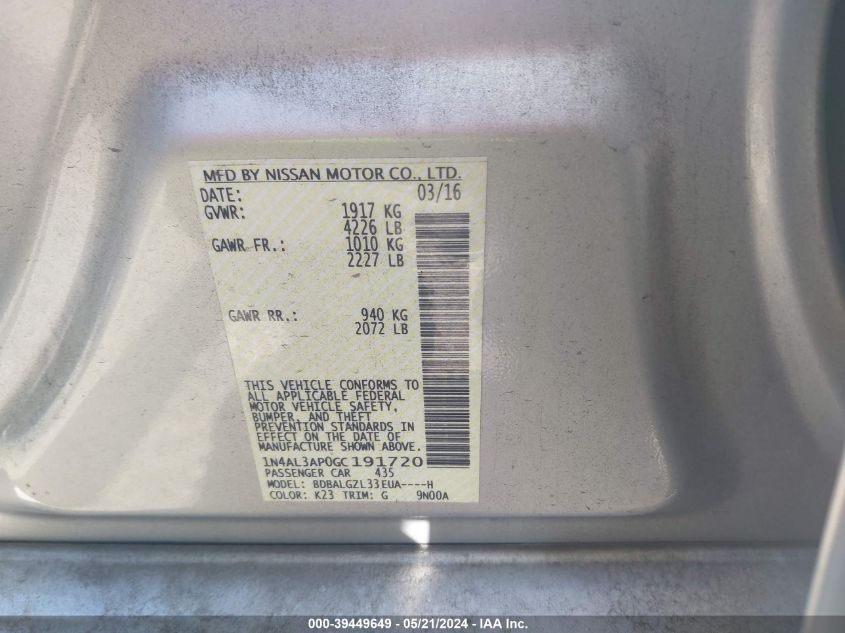 MFD BY NISSAN MOTOR CO., LTD.
DATE: 03/16
GVWR: 1917 KG
4226 LB
GAWR FR.: 1010 KG
2227 LB
GAWR RR.: 940 KG
2072 LB
THIS VEHICLE CONFORMS TO
ALL APPLICABLE FEDERAL
MOTOR VEHICLE SAFETY,
BUMPER, AND THEFT
PREVENTION STANDARDS IN
EFFECT ON THE DATE OF
MANUFACTURE SHOWN ABOVE.
1N4AL3AP0GC191720
PASSENGER CAR 435
MODEL: BDBALGZL33EUA----H
COLOR: K23 TRIM: G 9N00A
000-39449649 - 05/21/2024 - IAA Inc.